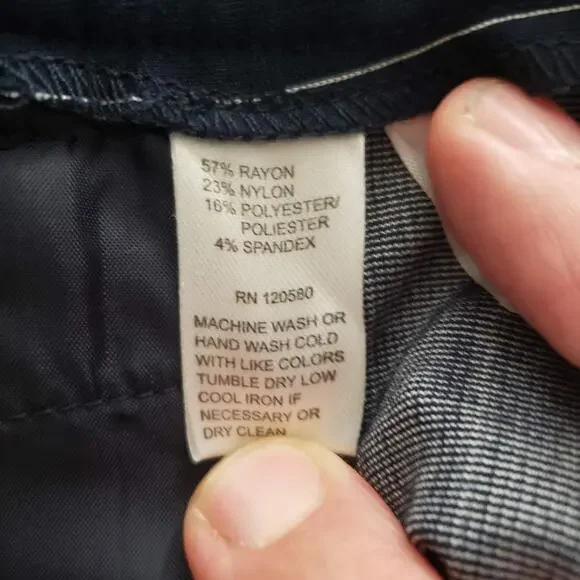 57% RAYON
23% NYLON
16% POLYESTER/
POLIESTER
4% SPANDEX
RN 120580
MACHINE WASH OR
HAND WASH COLD
WITH LIKE COLORS
TUMBLE DRY LOW
COOL IRON IF
NECESSARY OR
DRY CLEAN